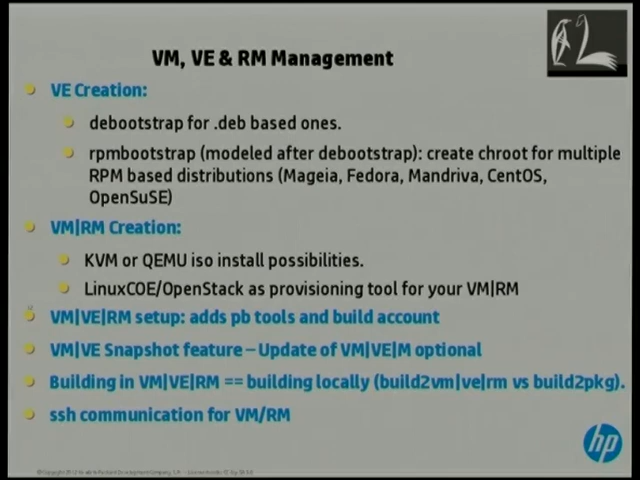 VM, VE & RM Management
VE Creation:
debootstrap for .deb based ones.
rpmbootstrap (modeled after debootstrap): create chroot for multiple
RPM based distributions (Mageia, Fedora, Mandriva, CentOS,
OpenSuSE)
VM|RM Creation:
KVM or QEMU iso install possibilities.
LinuxCOE/OpenStack as provisioning tool for your VM|RM
VM|VE|RM setup: adds pb tools and build account
VM|VE Snapshot feature – Update of VM|VE|M optional
Building in VM|VE|RM == building locally (build2vm|ve|rm vs build2pkg).
ssh communication for VM/RM
hp